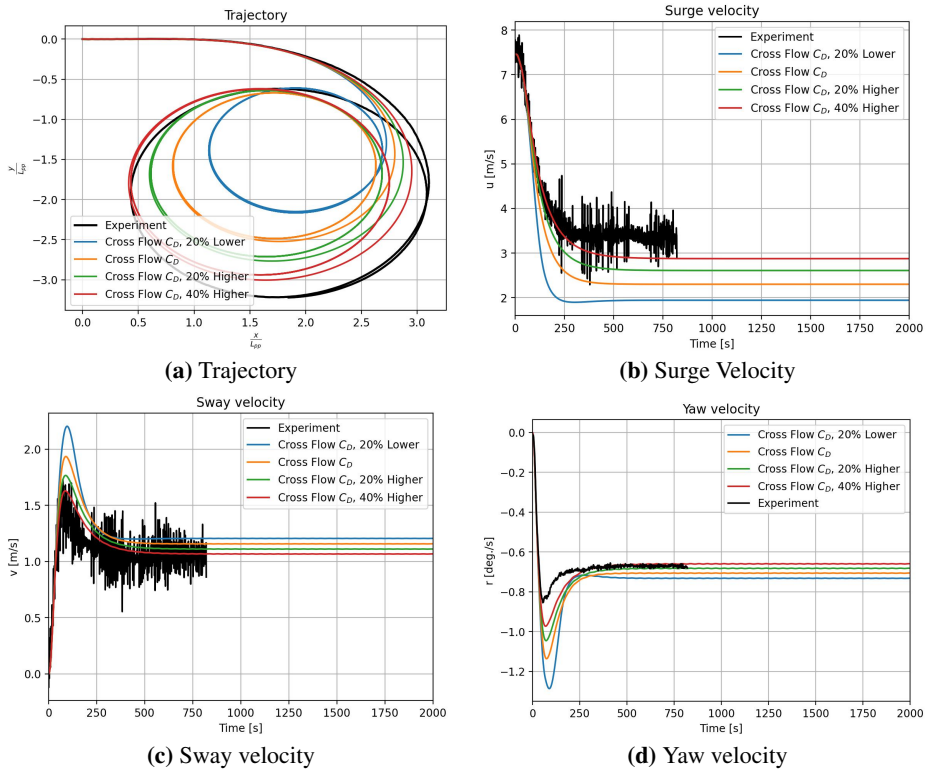 Trajectory
0.0
−0.5
−1.0
−1.5
−2.0
−2.5
−3.0
y/L_pp
Experiment
Cross Flow C_D, 20% Lower
Cross Flow C_D
Cross Flow C_D, 20% Higher
Cross Flow C_D, 40% Higher
0.0 0.5 1.0 1.5 2.0 2.5 3.0
x/L_pp
(a) Trajectory
Surge velocity
8
7
6
5
4
3
2
u [m/s]
Experiment
Cross Flow C_D, 20% Lower
Cross Flow C_D
Cross Flow C_D, 20% Higher
Cross Flow C_D, 40% Higher
0 250 500 750 1000 1250 1500 1750 2000
Time [s]
(b) Surge Velocity
Sway velocity
2.0
1.5
1.0
0.5
0.0
v [m/s]
Experiment
Cross Flow C_D, 20% Lower
Cross Flow C_D
Cross Flow C_D, 20% Higher
Cross Flow C_D, 40% Higher
0 250 500 750 1000 1250 1500 1750 2000
Time [s]
(c) Sway velocity
Yaw velocity
0.0
−0.2
−0.4
−0.6
−0.8
−1.0
−1.2
r [deg./s]
Cross Flow C_D, 20% Lower
Cross Flow C_D
Cross Flow C_D, 20% Higher
Cross Flow C_D, 40% Higher
Experiment
0 250 500 750 1000 1250 1500 1750 2000
Time [s]
(d) Yaw velocity